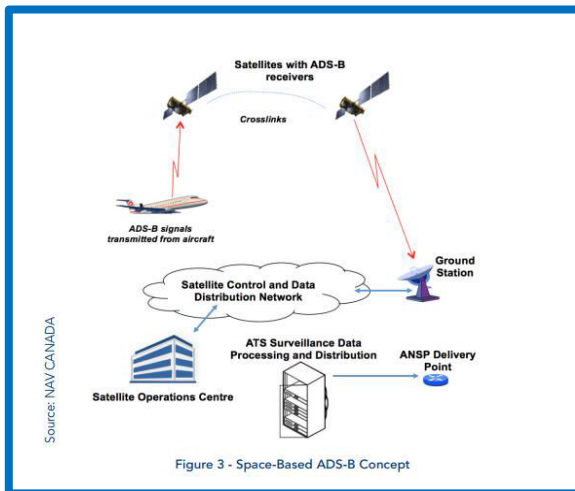 Satellites with ADS-B
receivers
Crosslinks
ADS-B signals
transmitted from aircraft
Ground
Station
Satellite Control and Data
Distribution Network
ATS Surveillance Data
Processing and Distribution
ANSP Delivery
Point
Satellite Operations Centre
Source: NAV CANADA
Figure 3 - Space-Based ADS-B Concept